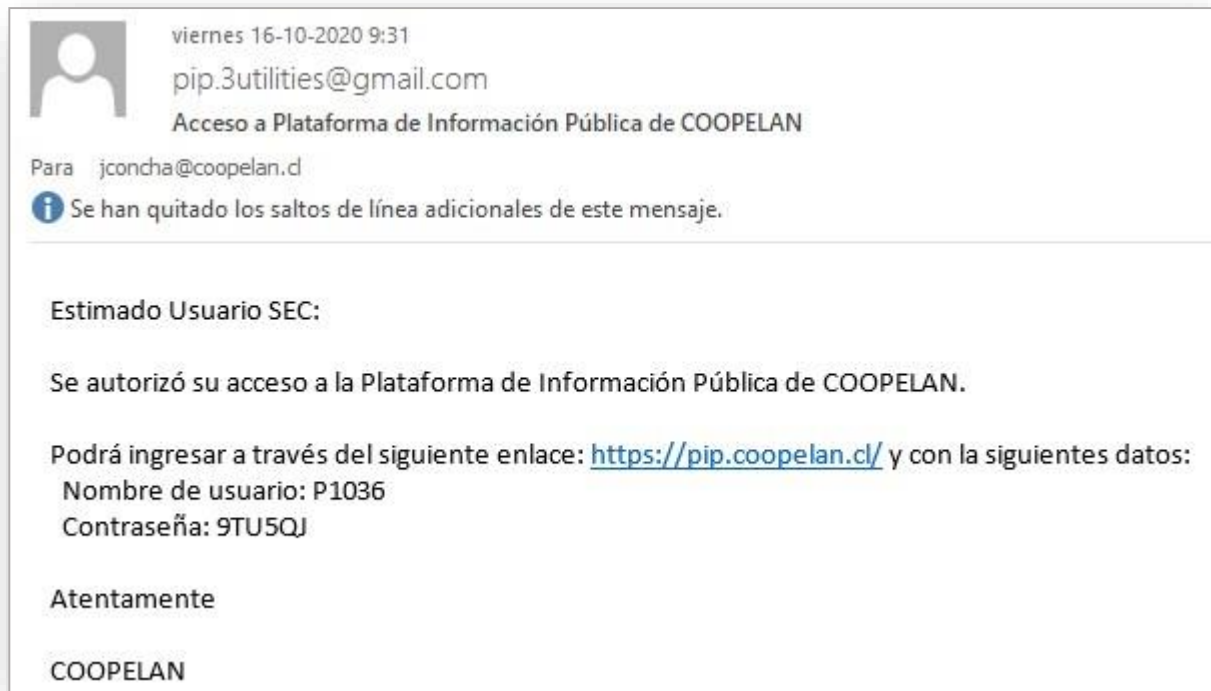 viernes 16-10-2020 9:31
pip.3utilities@gmail.com
Acceso a Plataforma de Información Pública de COOPELAN
Para jconcha@coopelan.cl
Se han quitado los saltos de línea adicionales de este mensaje.
Estimado Usuario SEC:
Se autorizó su acceso a la Plataforma de Información Pública de COOPELAN.
Podrá ingresar a través del siguiente enlace: https://pip.coopelan.cl/ y con la siguientes datos:
Nombre de usuario: P1036
Contraseña: 9TU5QJ
Atentamente
COOPELAN